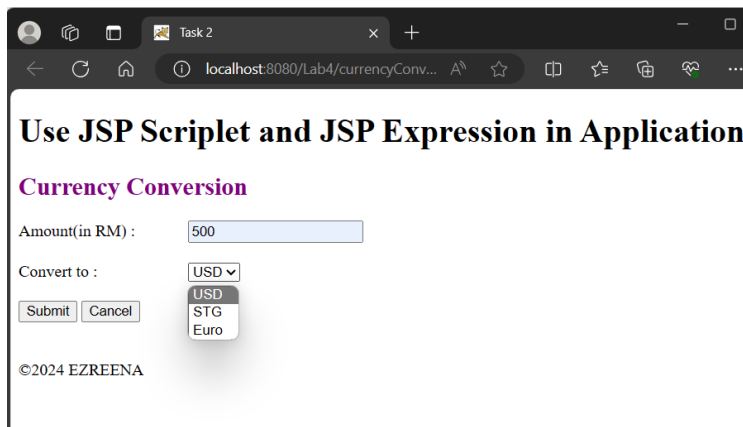 Task 2
localhost:8080/Lab4/currencyConv...
Use JSP Scriplet and JSP Expression in Application
Currency Conversion
Amount(in RM) : 500
Convert to : USD
USD
STG
Euro
Submit Cancel
©2024 EZREENA